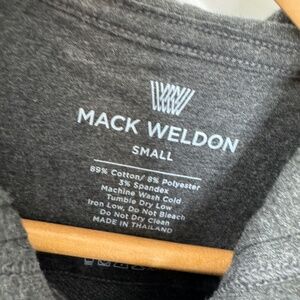 MACK WELDON
SMALL
89% Cotton/ 8% Polyester
3% Spandex
Machine Wash Cold
Tumble Dry Low
Iron Low, Do Not Bleach
Do Not Dry Clean
MADE IN THAILAND